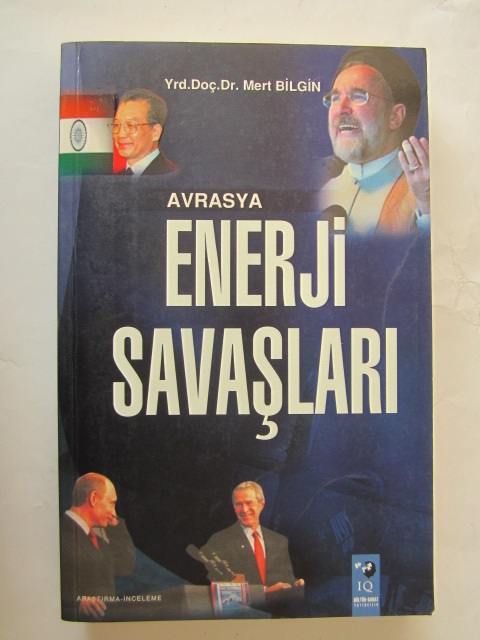 Yrd.Doç.Dr. Mert BİLGİN
AVRASYA
ENERJİ
SAVAŞLARI
ARAŞTIRMA-İNCELEME
IQ
KÜLTÜR-SANAT
YAYINCILIK